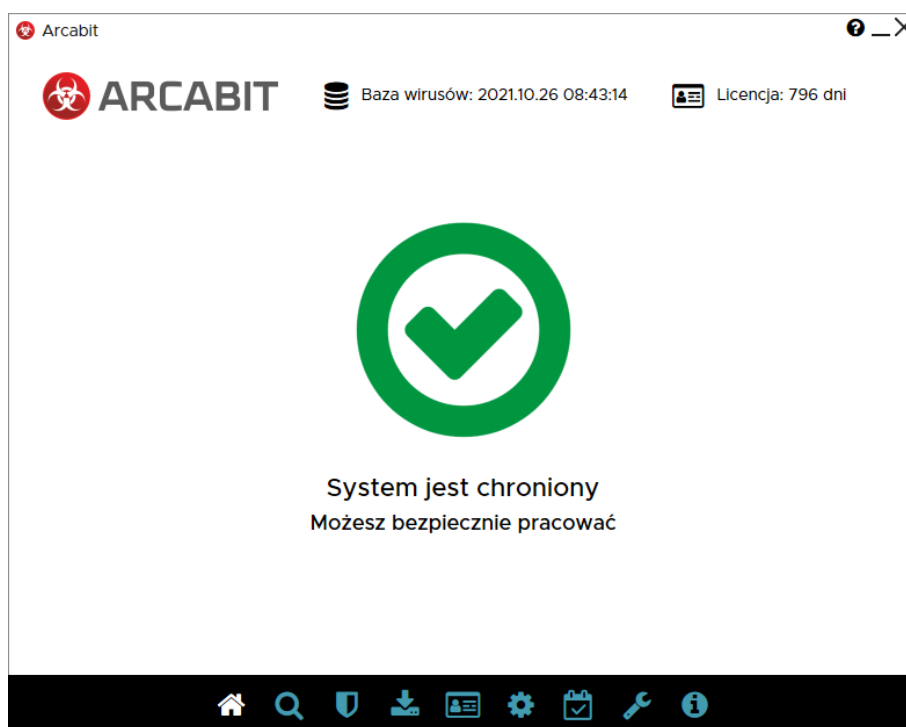 Arcabit
ARCABIT
Baza wirusów: 2021.10.26 08:43:14
Licencja: 796 dni
System jest chroniony
Możesz bezpiecznie pracować